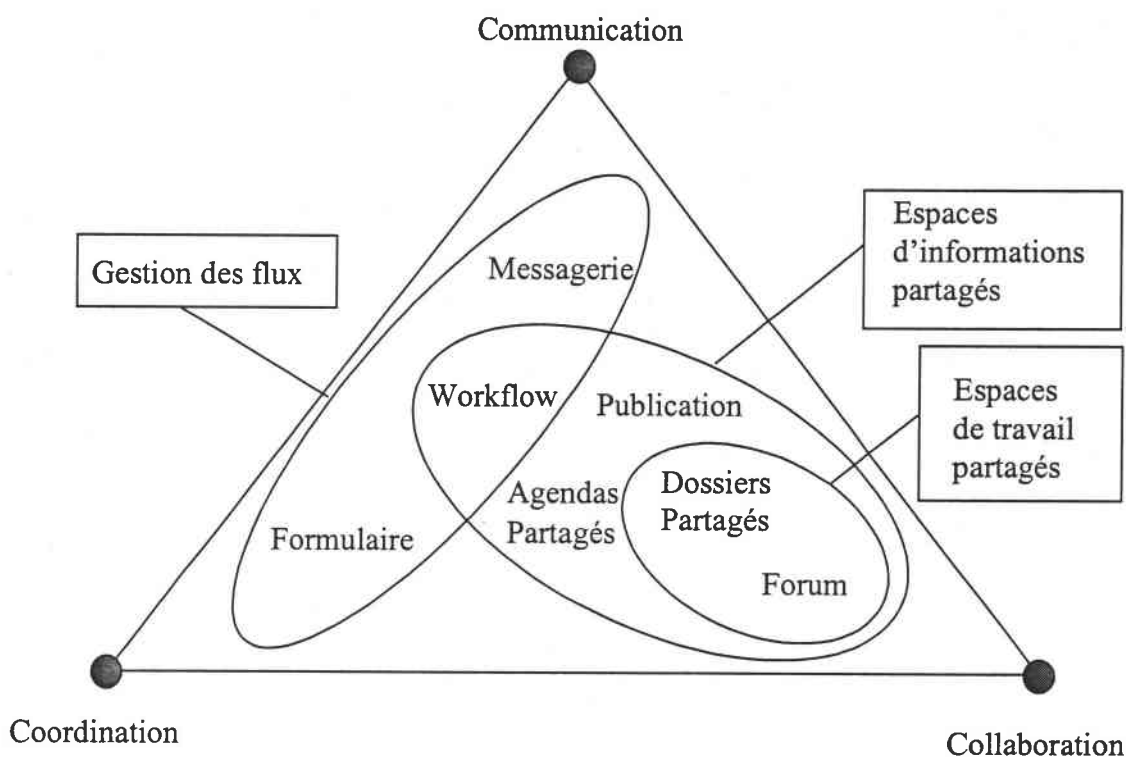 Communication
Espaces
d'informations
partagés
Gestion des flux
Messagerie
Espaces
de travail
partagés
Workflow
Publication
Dossiers
Partagés
Agendas
Partagés
Formulaire
Forum
Coordination
Collaboration